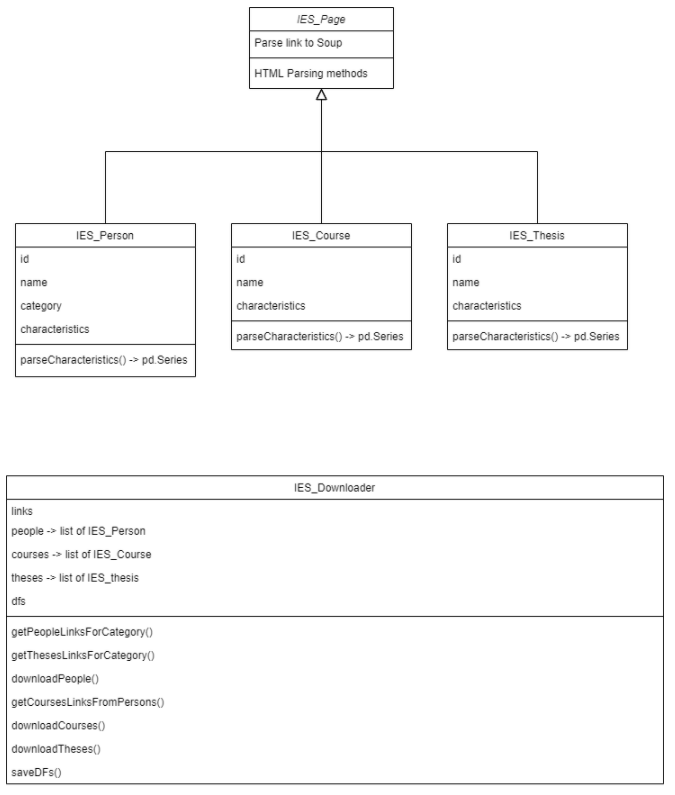 IES_Page
Parse link to Soup
HTML Parsing methods
IES_Person
id
name
category
characteristics
parseCharacteristics() -> pd.Series
IES_Course
id
name
characteristics
parseCharacteristics() -> pd.Series
IES_Thesis
id
name
characteristics
parseCharacteristics() -> pd.Series
IES_Downloader
links
people -> list of IES_Person
courses -> list of IES_Course
theses -> list of IES_thesis
dfs
getPeopleLinksForCategory()
getThesesLinksForCategory()
downloadPeople()
getCoursesLinksFromPersons()
downloadCourses()
downloadTheses()
saveDFs()